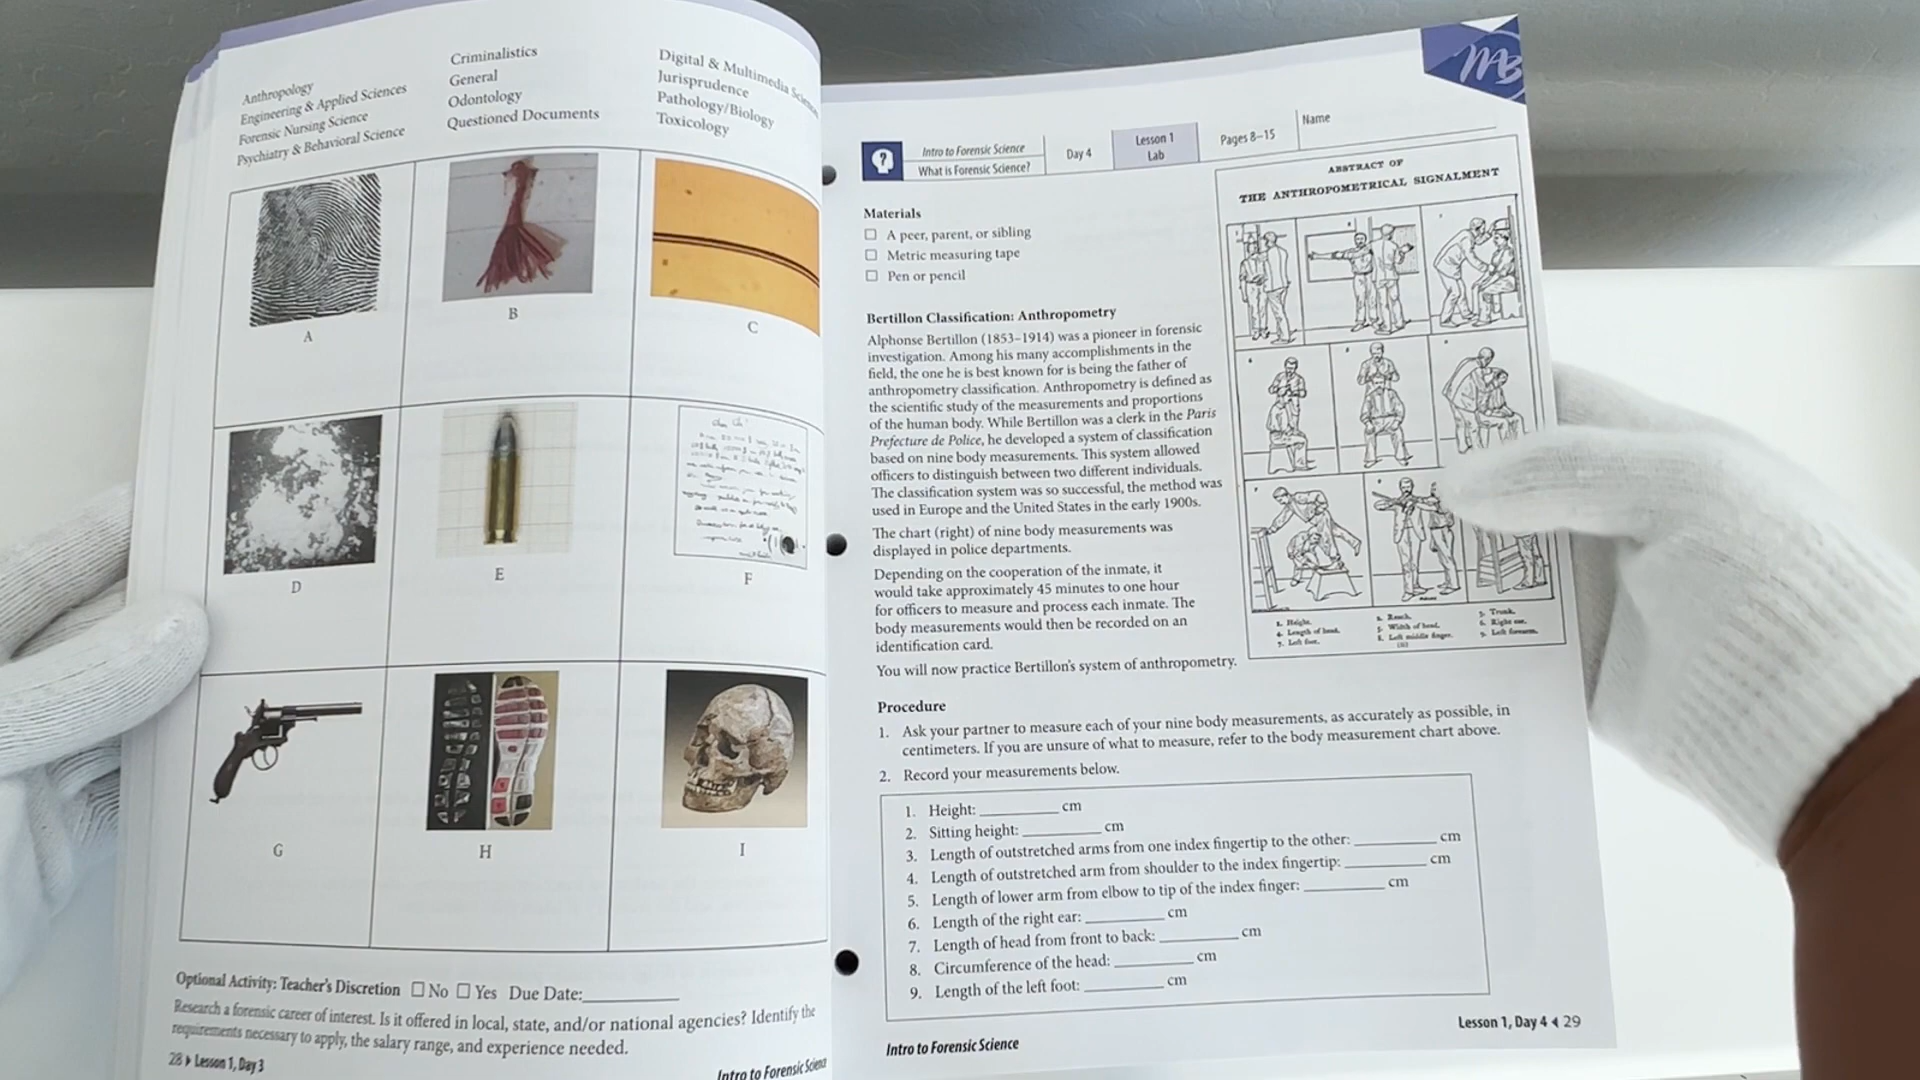 Anthropology
Engineering & Applied Sciences
Forensic Nursing Science
Psychiatry & Behavioral Science
Criminalistics
General
Odontology
Questioned Documents
Digital & Multimedia Sciences
Jurisprudence
Pathology/Biology
Toxicology
A
B
C
D
E
F
G
H
I
Optional Activity: Teacher's Discretion ☐ No ☐ Yes Due Date:__________
Research a forensic career of interest. Is it offered in local, state, and/or national agencies? Identify the
requirements necessary to apply, the salary range, and experience needed.
28 Lesson 1, Day 3
Intro to Forensic Science
MB
?
Intro to Forensic Science
What is Forensic Science?
Day 4
Lesson 1
Lab
Pages 8–15
Name
Materials
☐ A peer, parent, or sibling
☐ Metric measuring tape
☐ Pen or pencil
Bertillon Classification: Anthropometry
Alphonse Bertillon (1853–1914) was a pioneer in forensic
investigation. Among his many accomplishments in the
field, the one he is best known for is being the father of
anthropometry classification. Anthropometry is defined as
the scientific study of the measurements and proportions
of the human body. While Bertillon was a clerk in the Paris
Prefecture de Police, he developed a system of classification
based on nine body measurements. This system allowed
officers to distinguish between two different individuals.
The classification system was so successful, the method was
used in Europe and the United States in the early 1900s.
The chart (right) of nine body measurements was
displayed in police departments.
Depending on the cooperation of the inmate, it
would take approximately 45 minutes to one hour
for officers to measure and process each inmate. The
body measurements would then be recorded on an
identification card.
You will now practice Bertillon's system of anthropometry.
ABSTRACT OF
THE ANTHROPOMETRICAL SIGNALMENT
1. Height. 2. Reach. 3. Trunk.
4. Length of head. 5. Width of head. 6. Right ear.
7. Left foot. 8. Left middle finger. 9. Left forearm.
Procedure
1. Ask your partner to measure each of your nine body measurements, as accurately as possible, in
centimeters. If you are unsure of what to measure, refer to the body measurement chart above.
2. Record your measurements below.
1. Height: __________ cm
2. Sitting height: __________ cm
3. Length of outstretched arms from one index fingertip to the other: __________ cm
4. Length of outstretched arm from shoulder to the index fingertip: __________ cm
5. Length of lower arm from elbow to tip of the index finger: __________ cm
6. Length of the right ear: __________ cm
7. Length of head from front to back: __________ cm
8. Circumference of the head: __________ cm
9. Length of the left foot: __________ cm
Intro to Forensic Science
Lesson 1, Day 4 29